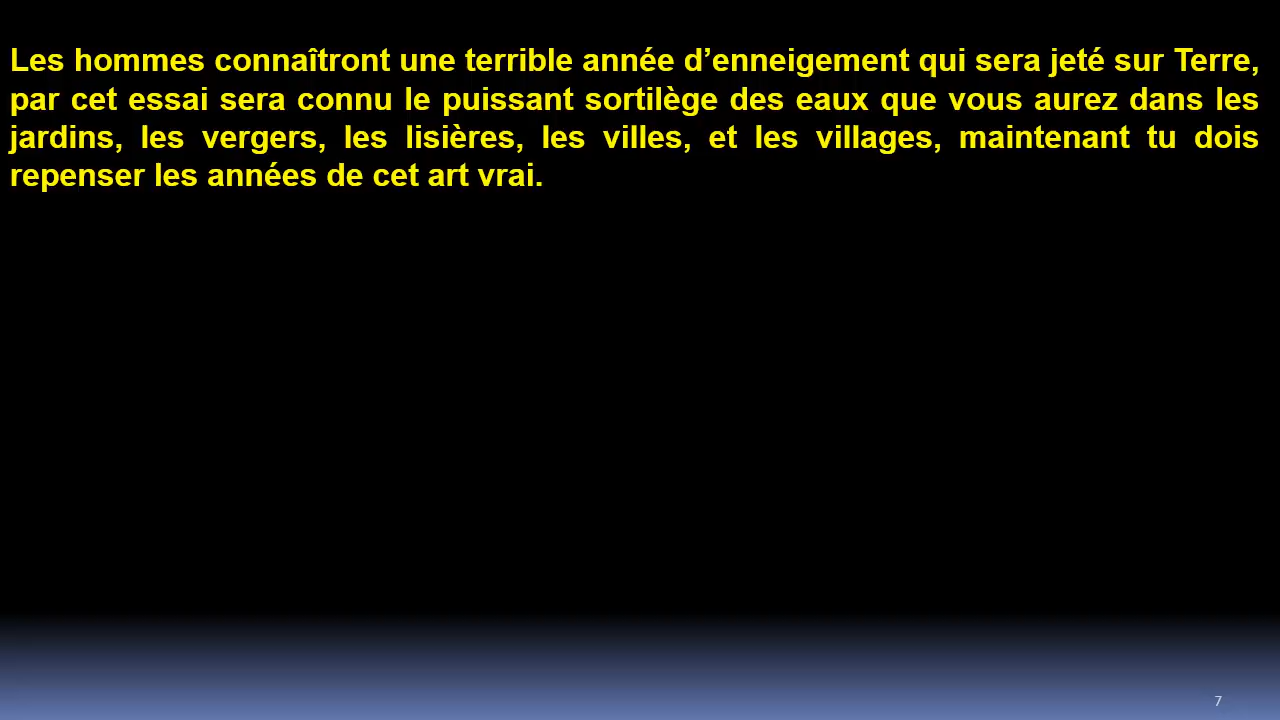 Les hommes connaîtront une terrible année d’enneigement qui sera jeté sur Terre,
par cet essai sera connu le puissant sortilège des eaux que vous aurez dans les
jardins, les vergers, les lisières, les villes, et les villages, maintenant tu dois
repenser les années de cet art vrai.
7